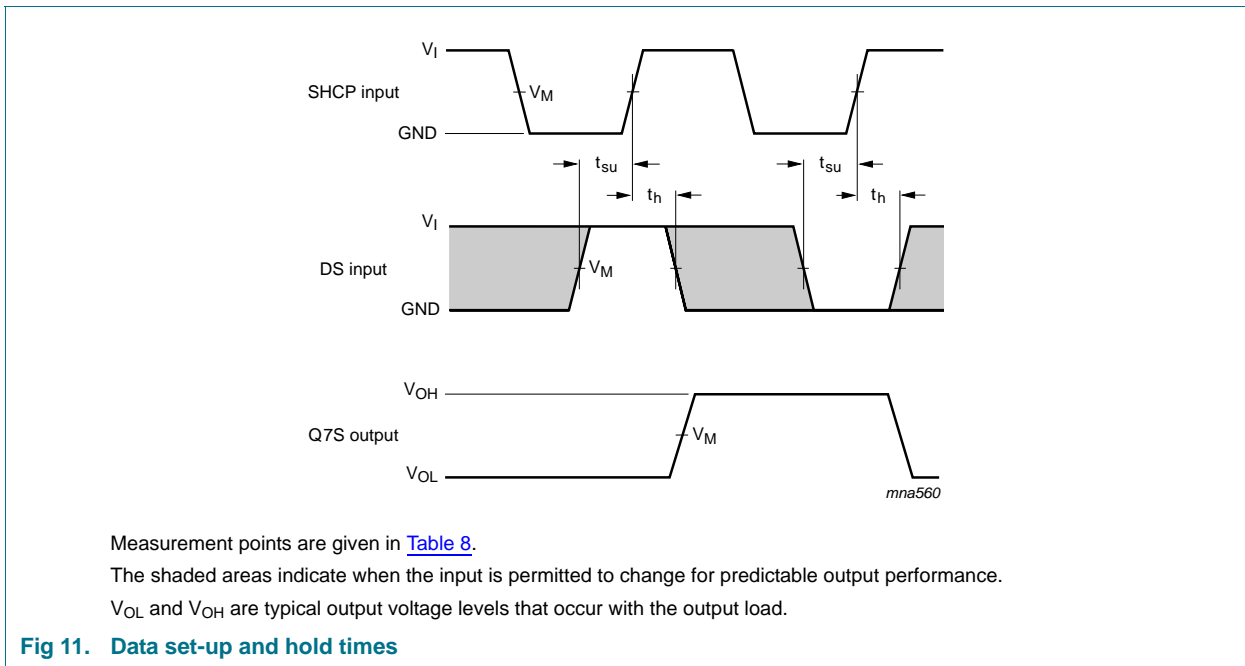 V_I
SHCP input
V_M
GND
t_su
t_su
t_h
t_h
V_I
DS input
V_M
GND
V_OH
Q7S output
V_M
V_OL
mna560
Measurement points are given in Table 8.
The shaded areas indicate when the input is permitted to change for predictable output performance.
V_OL and V_OH are typical output voltage levels that occur with the output load.
Fig 11. Data set-up and hold times